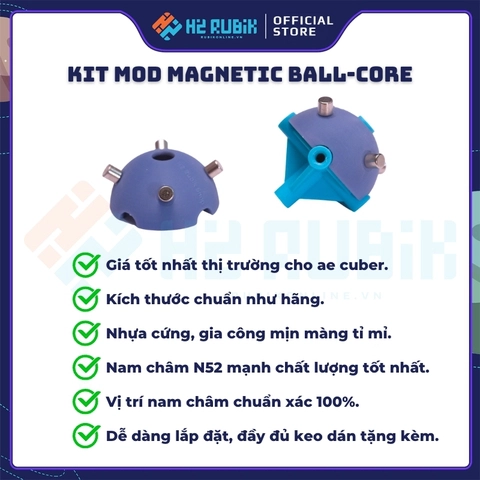 H2 RUBIK
RUBIKONLINE.VN
OFFICIAL
STORE
KIT MOD MAGNETIC BALL-CORE
H2 RUBIK
Giá tốt nhất thị trường cho ae cuber.
Kích thước chuẩn như hãng.
Nhựa cứng, gia công mịn màng tỉ mỉ.
Nam châm N52 mạnh chất lượng tốt nhất.
Vị trí nam châm chuẩn xác 100%.
Dễ dàng lắp đặt, đầy đủ keo dán tặng kèm.